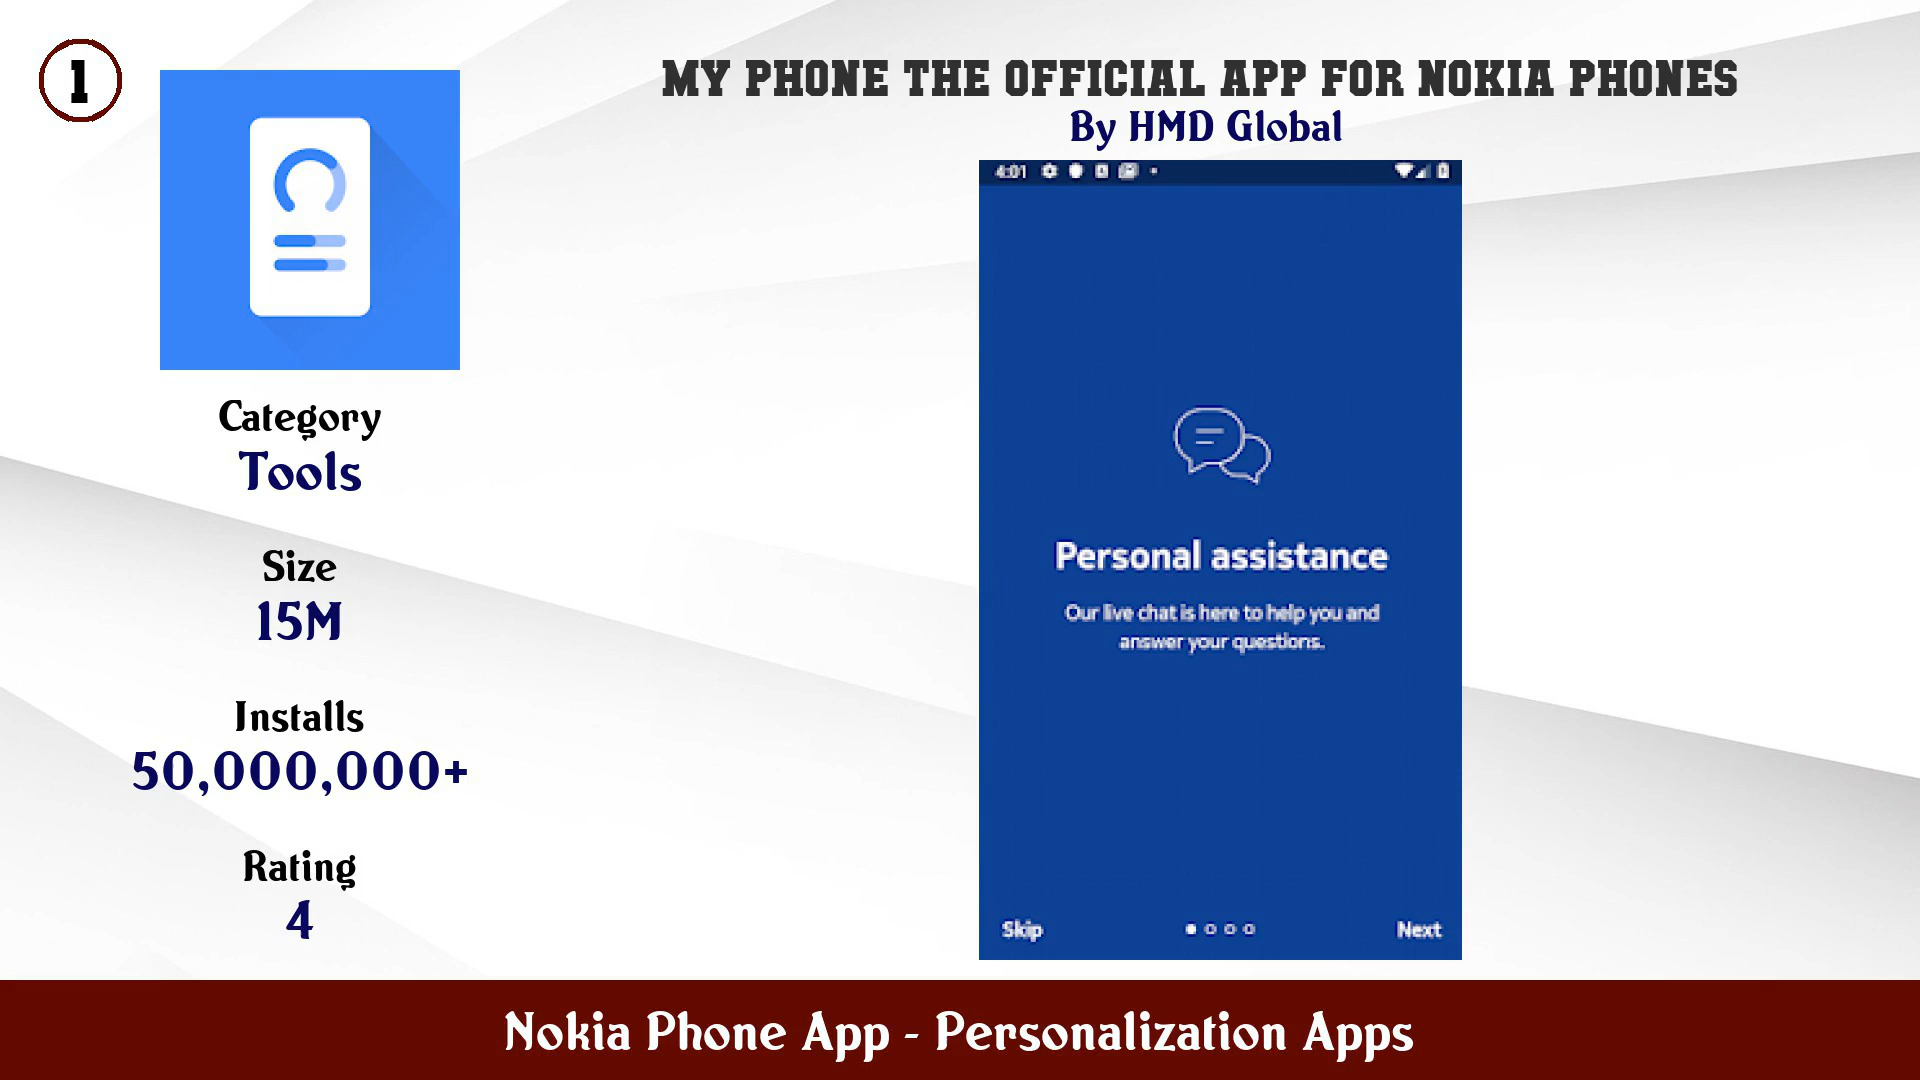 1
MY PHONE THE OFFICIAL APP FOR NOKIA PHONES
By HMD Global
Category
Tools
Size
15M
Installs
50,000,000+
Rating
4
4:01
Personal assistance
Our live chat is here to help you and
answer your questions.
Skip
Next
Nokia Phone App - Personalization Apps